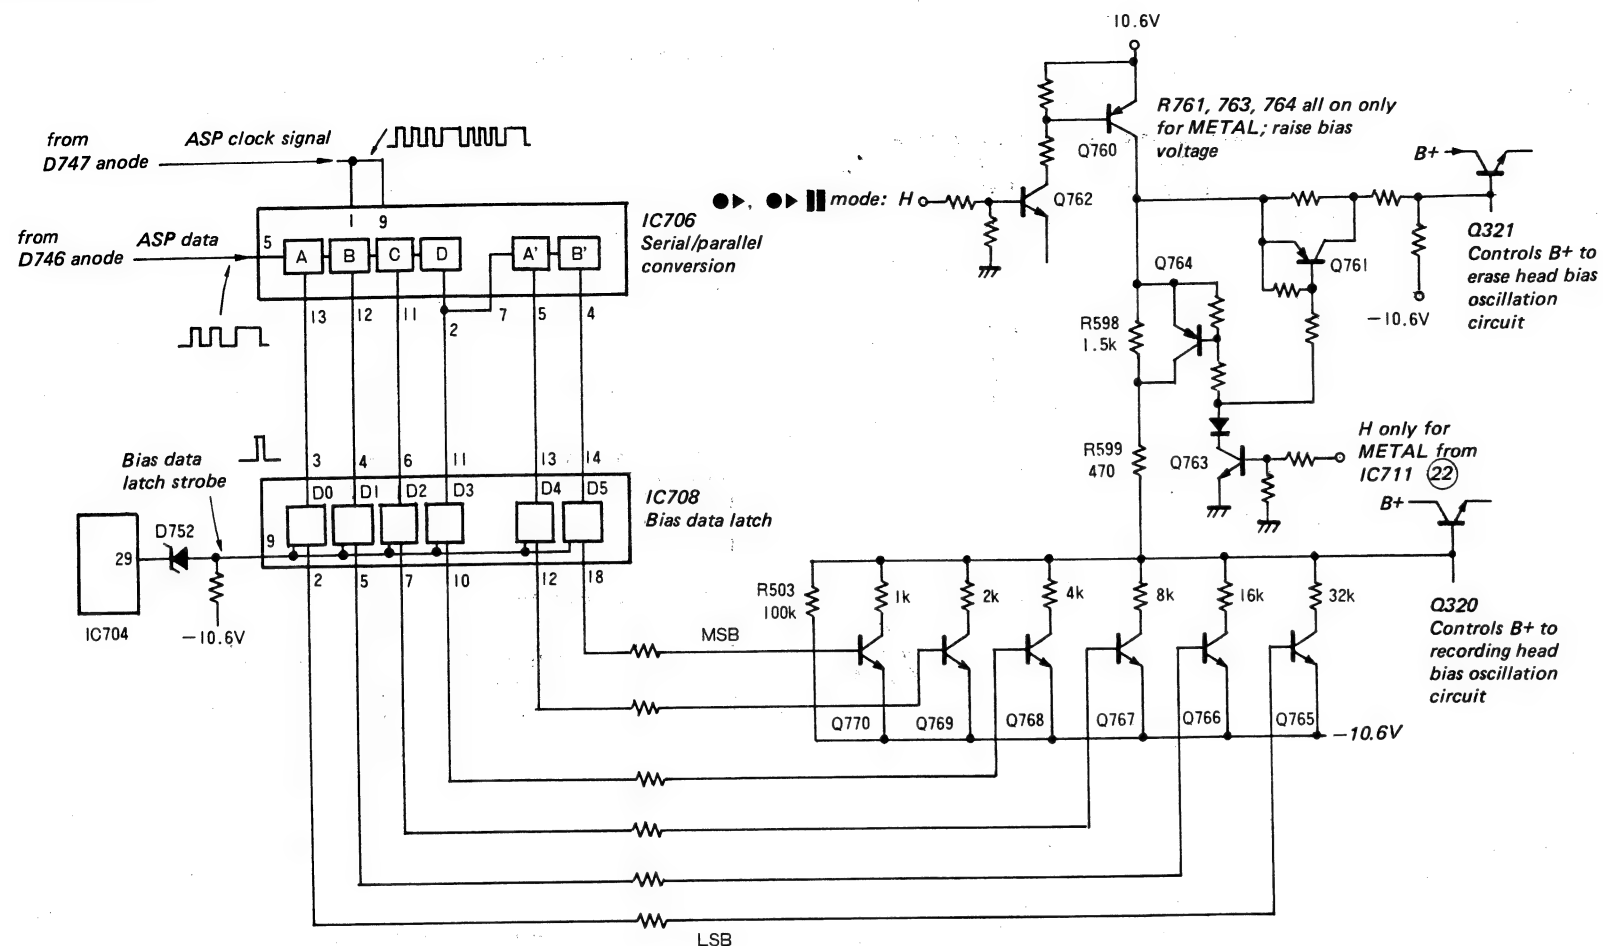 10.6V
from
D747 anode
ASP clock signal
R761, 763, 764 all on only
for METAL; raise bias
voltage
Q760
B+
1 9
mode: H
Q762
from
D746 anode
ASP data
5
A B C D A' B'
IC706
Serial/parallel
conversion
Q321
Controls B+ to
erase head bias
oscillation
circuit
Q764
Q761
13 12 11 2 7 5 4
-10.6V
R598
1.5k
Bias data
latch strobe
3 4 6 11 13 14
R599
470
Q763
H only for
METAL from
IC711 22
D0 D1 D2 D3 D4 D5
IC708
Bias data latch
B+
D752
29
9
IC704
-10.6V
2 5 7 10 12 18
R503
100k
1k 2k 4k 8k 16k 32k
Q320
Controls B+ to
recording head
bias oscillation
circuit
MSB
Q770 Q769 Q768 Q767 Q766 Q765
-10.6V
LSB